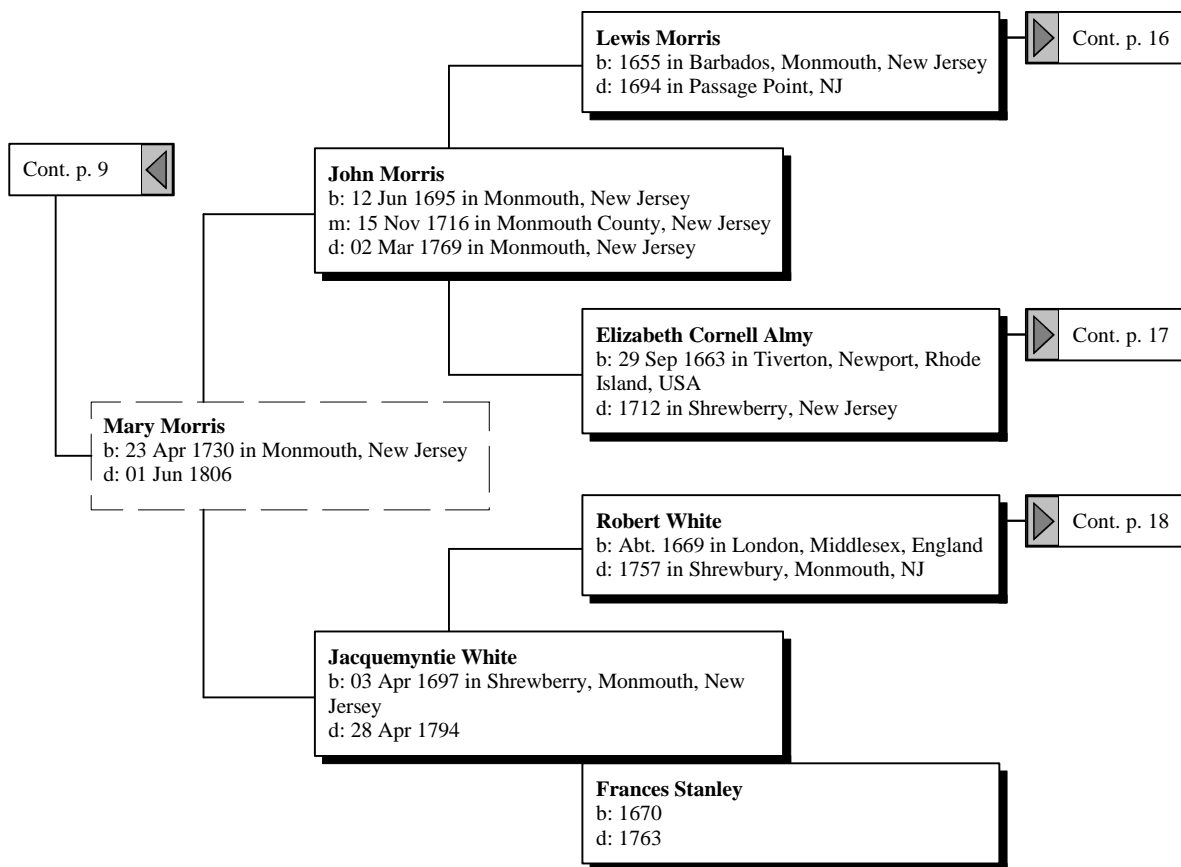 Lewis Morris
b: 1655 in Barbados, Monmouth, New Jersey
d: 1694 in Passage Point, NJ
Cont. p. 16
Cont. p. 9
John Morris
b: 12 Jun 1695 in Monmouth, New Jersey
m: 15 Nov 1716 in Monmouth County, New Jersey
d: 02 Mar 1769 in Monmouth, New Jersey
Elizabeth Cornell Almy
b: 29 Sep 1663 in Tiverton, Newport, Rhode
Island, USA
d: 1712 in Shrewberry, New Jersey
Cont. p. 17
Mary Morris
b: 23 Apr 1730 in Monmouth, New Jersey
d: 01 Jun 1806
Robert White
b: Abt. 1669 in London, Middlesex, England
d: 1757 in Shrewbury, Monmouth, NJ
Cont. p. 18
Jacquemyntie White
b: 03 Apr 1697 in Shrewberry, Monmouth, New
Jersey
d: 28 Apr 1794
Frances Stanley
b: 1670
d: 1763